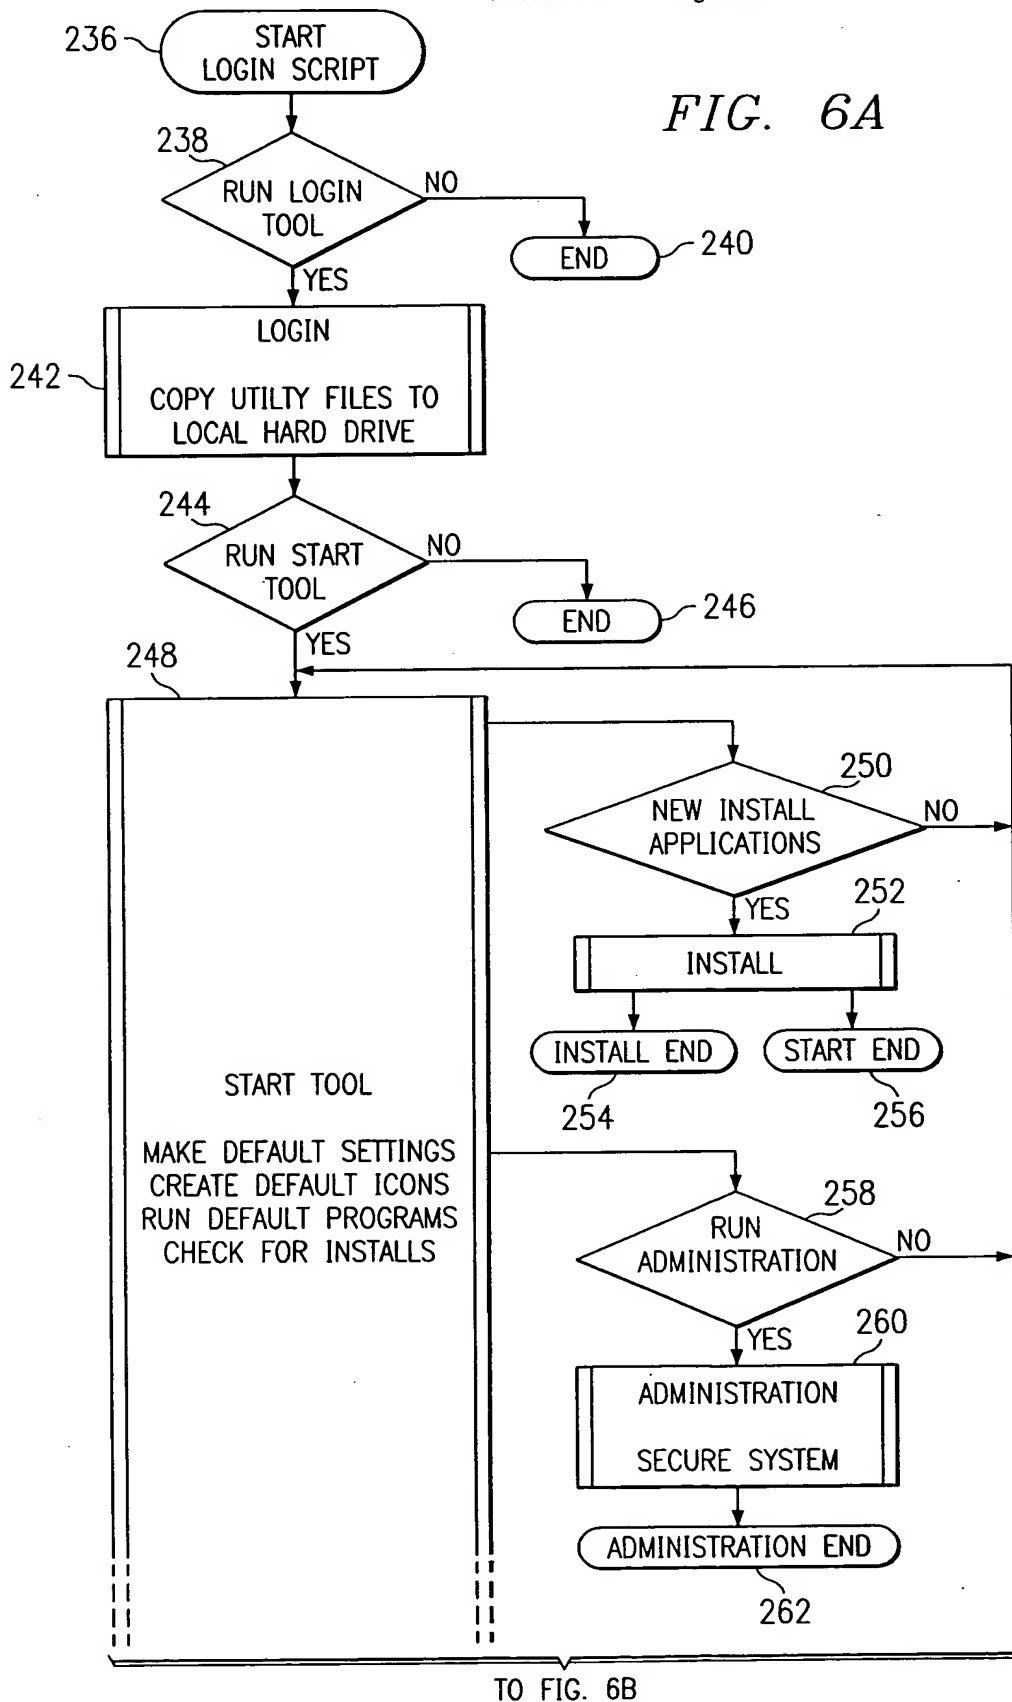 236
START
LOGIN SCRIPT
FIG. 6A
238
RUN LOGIN
TOOL
NO
END
240
YES
242
LOGIN
COPY UTILTY FILES TO
LOCAL HARD DRIVE
244
RUN START
TOOL
NO
END
246
YES
248
250
NEW INSTALL
APPLICATIONS
NO
YES
252
INSTALL
INSTALL END
START END
254
256
START TOOL
MAKE DEFAULT SETTINGS
CREATE DEFAULT ICONS
RUN DEFAULT PROGRAMS
CHECK FOR INSTALLS
258
RUN
ADMINISTRATION
NO
YES
260
ADMINISTRATION
SECURE SYSTEM
ADMINISTRATION END
262
TO FIG. 6B